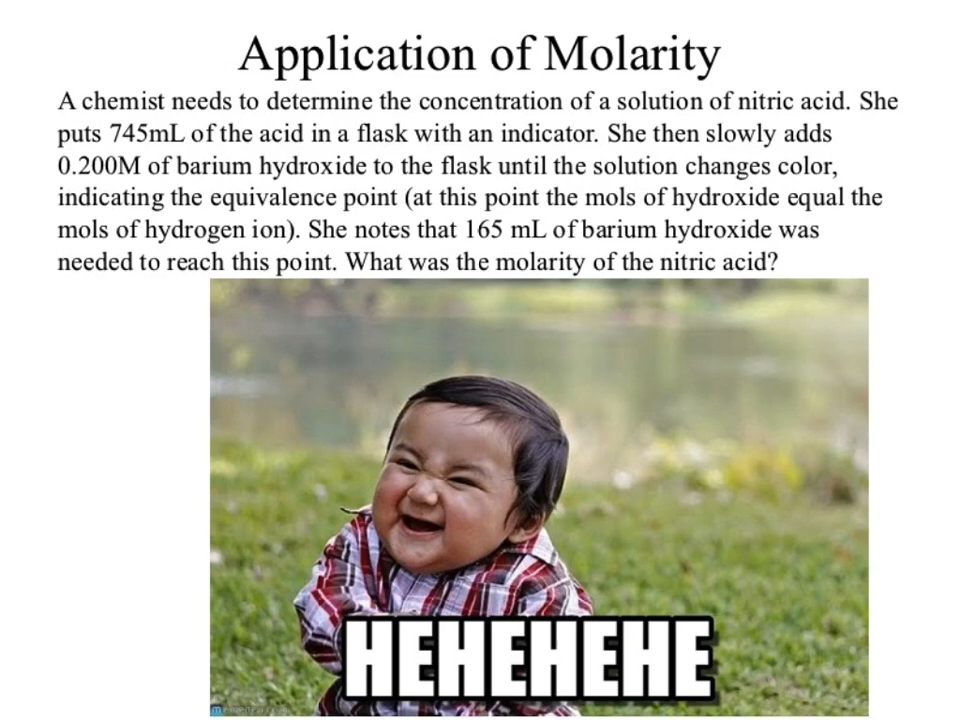 Application of Molarity
A chemist needs to determine the concentration of a solution of nitric acid. She
puts 745mL of the acid in a flask with an indicator. She then slowly adds
0.200M of barium hydroxide to the flask until the solution changes color,
indicating the equivalence point (at this point the mols of hydroxide equal the
mols of hydrogen ion). She notes that 165 mL of barium hydroxide was
needed to reach this point. What was the molarity of the nitric acid?
HEHEHEHE